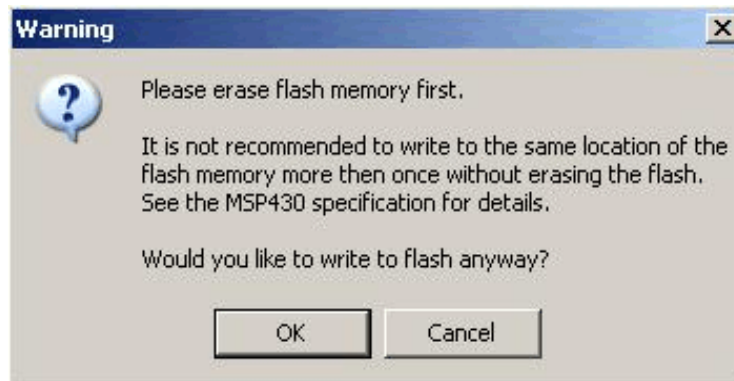 Warning
Please erase flash memory first.
It is not recommended to write to the same location of the
flash memory more then once without erasing the flash.
See the MSP430 specification for details.
Would you like to write to flash anyway?
OK
Cancel